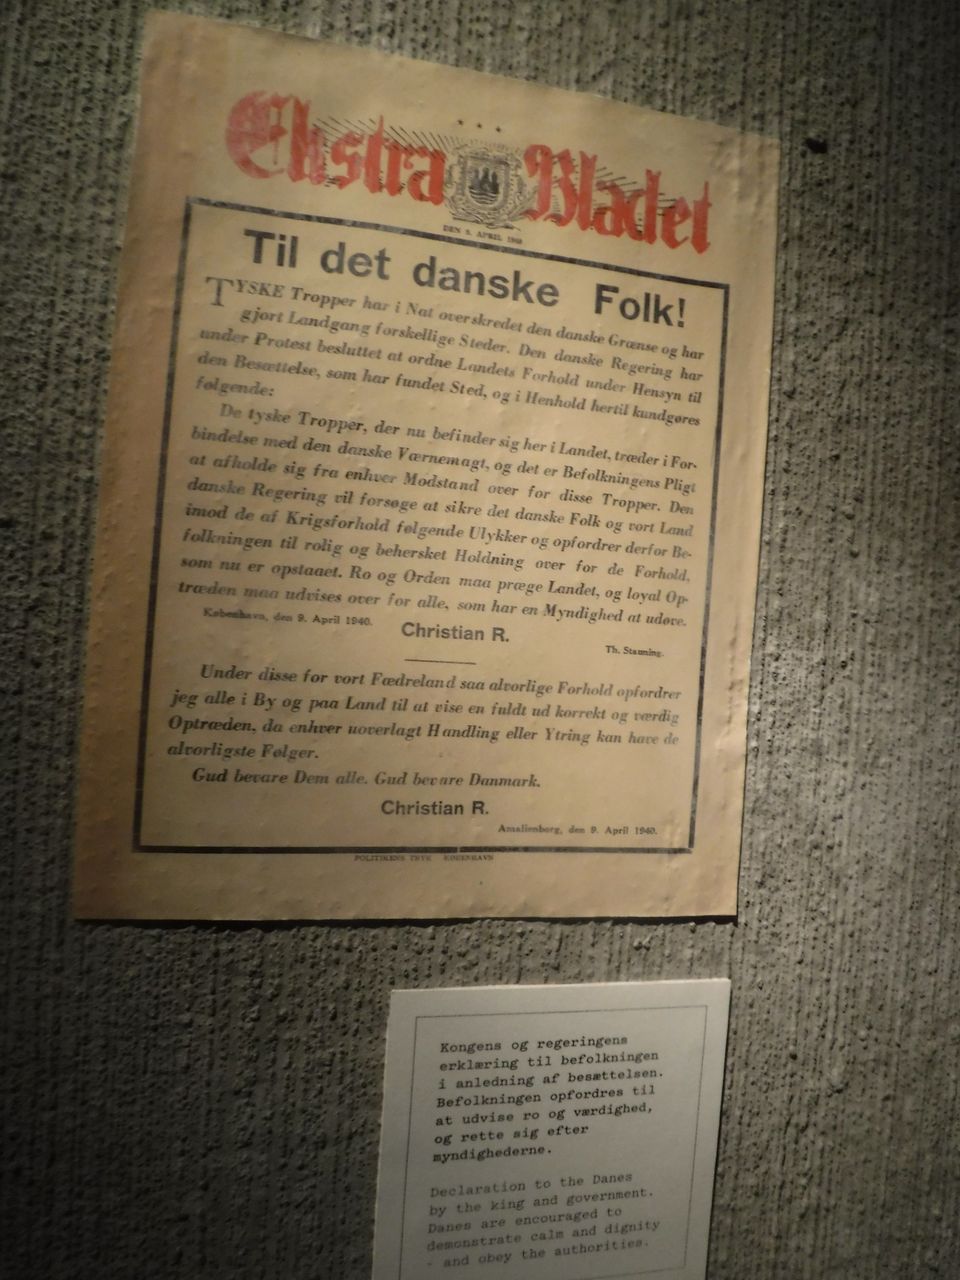 Ekstra Bladet
DEN 9. APRIL 1940
Til det danske Folk!
TYSKE Tropper har i Nat overskredet den danske Grænse og har
gjort Landgang forskellige Steder. Den danske Regering har
under Protest besluttet at ordne Landets Forhold under Hensyn til
den Besættelse, som har fundet Sted, og i Henhold hertil kundgøres
følgende:
De tyske Tropper, der nu befinder sig her i Landet, træder i For-
bindelse med den danske Værnemagt, og det er Befolkningens Pligt
at afholde sig fra enhver Modstand over for disse Tropper. Den
danske Regering vil forsøge at sikre det danske Folk og vort Land
imod de af Krigsforhold følgende Ulykker og opfordrer derfor Be-
folkningen til rolig og behersket Holdning over for de Forhold,
som nu er opstaaet. Ro og Orden maa præge Landet, og loyal Op-
træden maa udvises over for alle, som har en Myndighed at udøve.
København, den 9. April 1940.
Christian R.
Th. Stauning.
Under disse for vort Fædreland saa alvorlige Forhold opfordrer
jeg alle i By og paa Land til at vise en fuldt ud korrekt og værdig
Optræden, da enhver uoverlagt Handling eller Ytring kan have de
alvorligste Følger.
Gud bevare Dem alle. Gud bevare Danmark.
Christian R.
Amalienborg, den 9. April 1940.
POLITIKENS TRYK KØBENHAVN
Kongens og regeringens
erklæring til befolkningen
i anledning af besættelsen.
Befolkningen opfordres til
at udvise ro og værdighed,
og rette sig efter
myndighederne.
Declaration to the Danes
by the king and government.
Danes are encouraged to
demonstrate calm and dignity
- and obey the authorities.